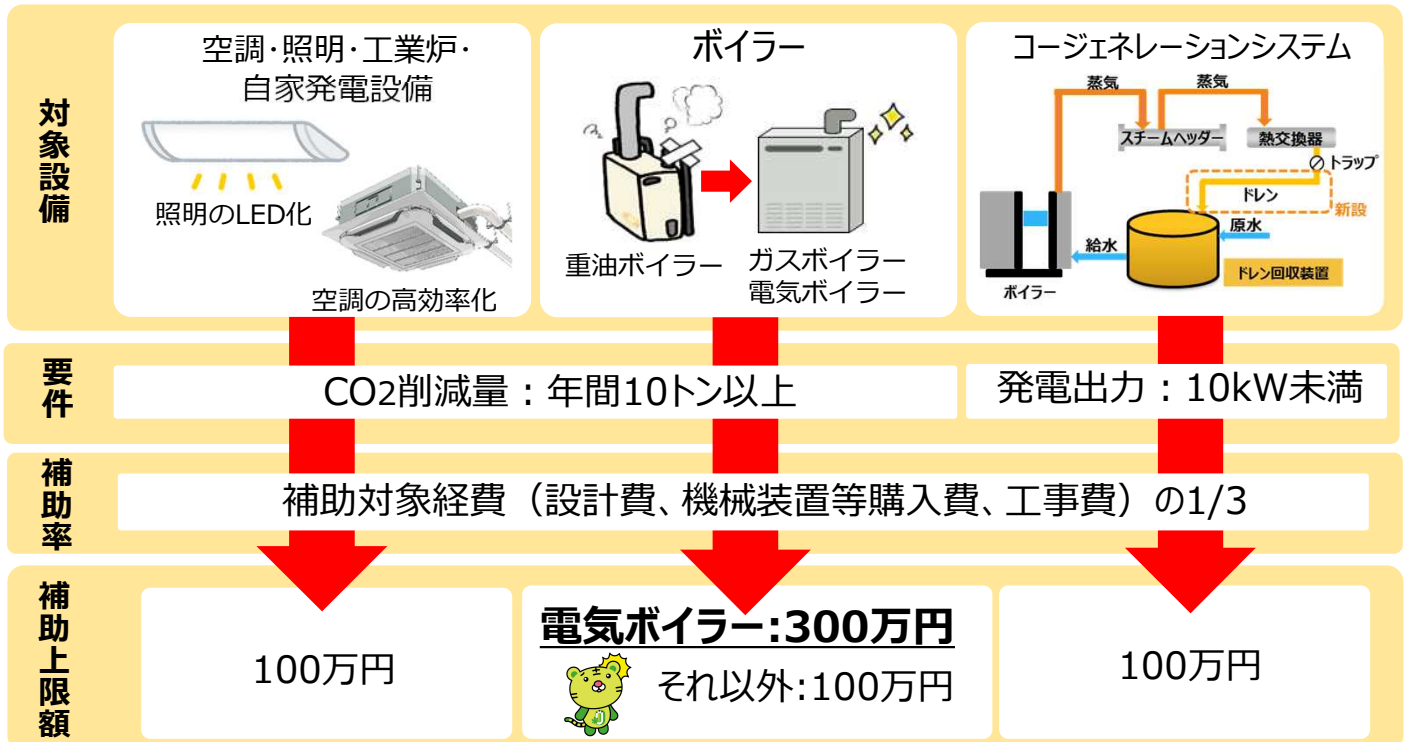 対象設備
空調・照明・工業炉・
自家発電設備
照明のLED化
空調の高効率化
ボイラー
重油ボイラー
ガスボイラー
電気ボイラー
コージェネレーションシステム
蒸気
蒸気
スチームヘッダー
熱交換器
トラップ
ドレン
新設
原水
給水
ドレン回収装置
ボイラー
要件
CO2削減量：年間10トン以上
発電出力：10kW未満
補助率
補助対象経費（設計費、機械装置等購入費、工事費）の1/3
補助上限額
100万円
電気ボイラー:300万円
それ以外:100万円
100万円